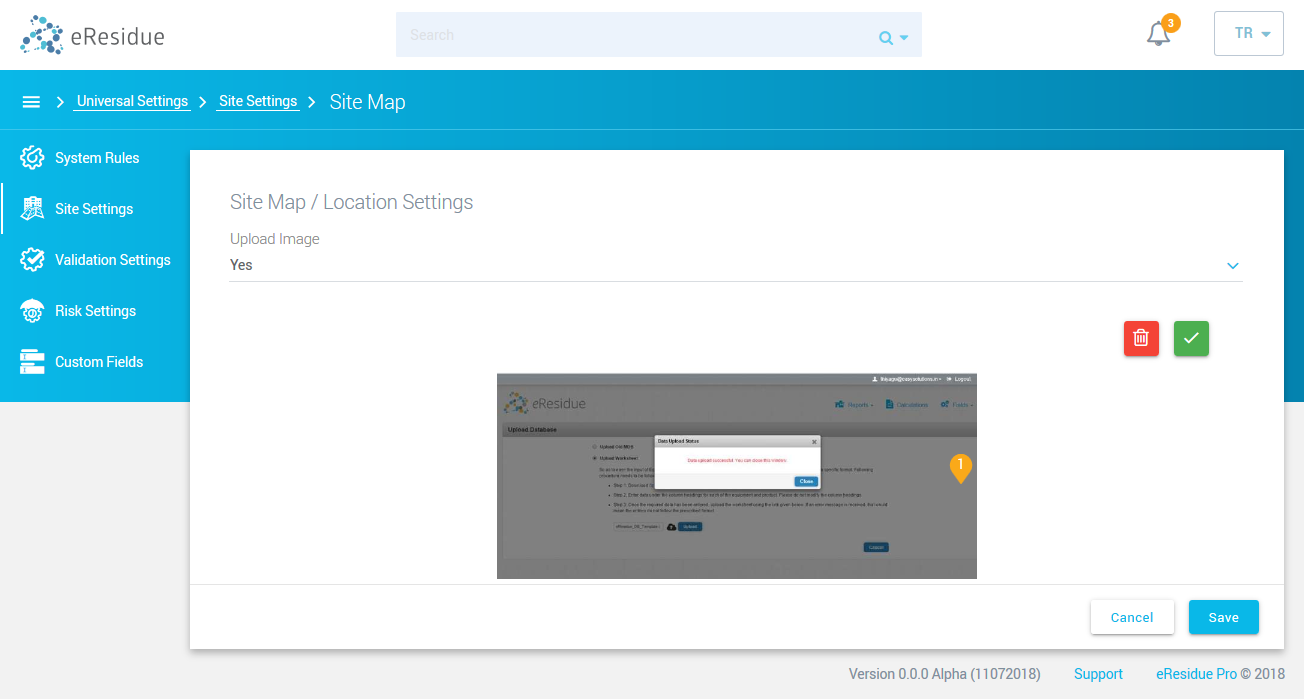 eResidue
Search
3
TR
Universal Settings
Site Settings
Site Map
System Rules
Site Settings
Validation Settings
Risk Settings
Custom Fields
Site Map / Location Settings
Upload Image
Yes
Logout
eResidue
Reports
Calculations
Fields
Upload Database
Data Upload Status
Data upload successful. You can close this window.
Close
Upload Worksheet
1
Upload
Cancel
Cancel
Save
Version 0.0.0 Alpha (11072018)
Support
eResidue Pro © 2018